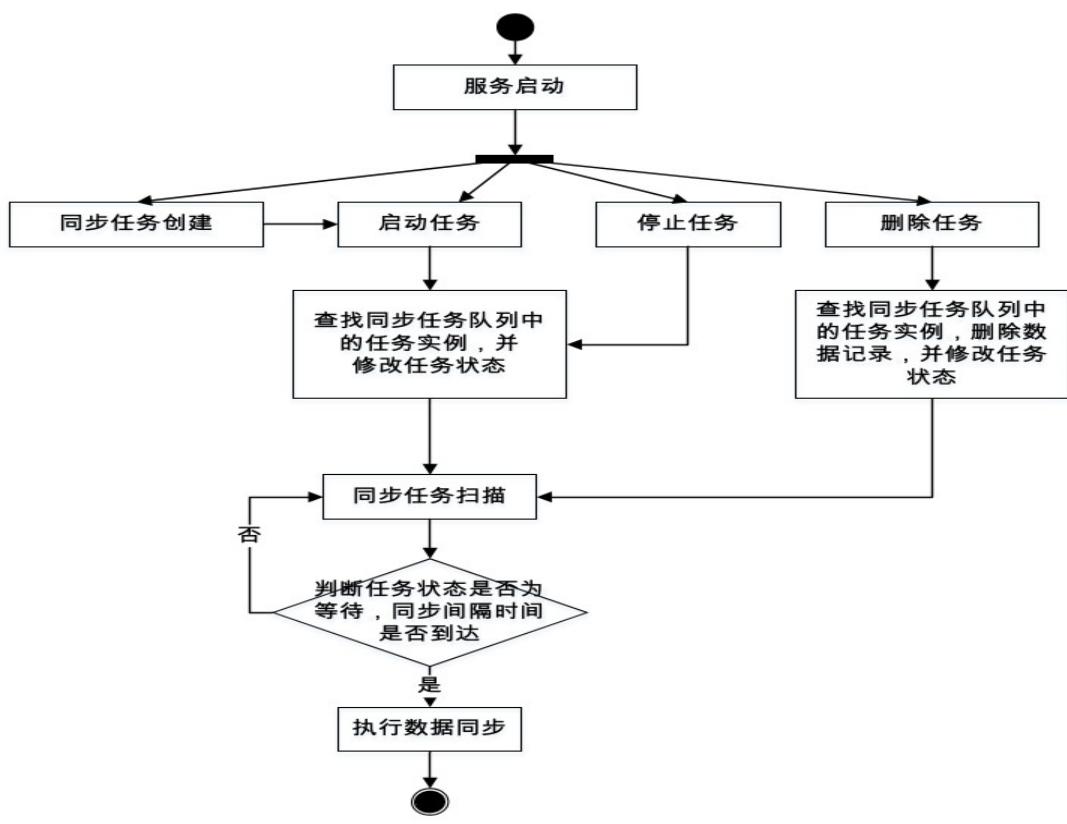 服务启动
同步任务创建
启动任务
停止任务
删除任务
查找同步任务队列中
的任务实例，并
修改任务状态
查找同步任务队列中
的任务实例，删除数
据记录，并修改任务
状态
同步任务扫描
否
判断任务状态是否为
等待，同步间隔时间
是否到达
是
执行数据同步